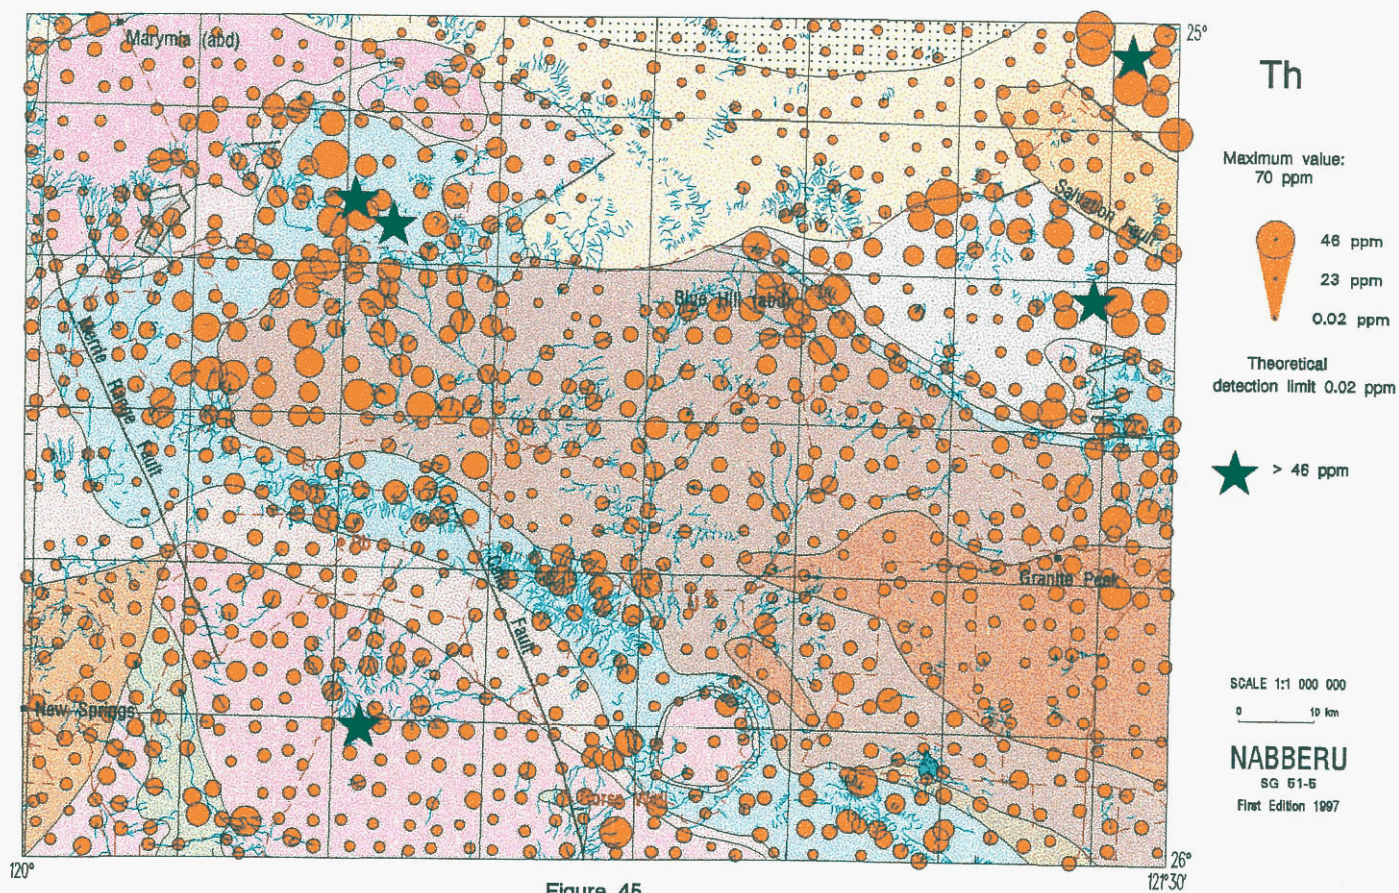 Marymia (abd)
25°
Th
Maximum value:
70 ppm
46 ppm
23 ppm
0.02 ppm
Theoretical
detection limit 0.02 ppm
> 46 ppm
Salvation Fault
Blue Hill (abd)
Merrie Range Fault
Fault
Granite Peak
New Springs
SCALE 1:1 000 000
0 10 km
NABBERU
SG 51-5
First Edition 1997
120°
26°
121°30'
Figure 45